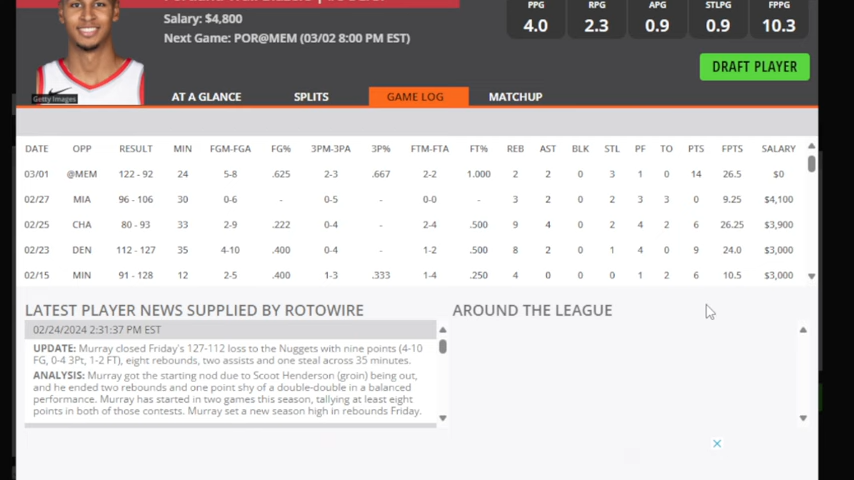 Salary: $4,800
Next Game: POR@MEM (03/02 8:00 PM EST)
PPG RPG APG STLPG FPPG
4.0 2.3 0.9 0.9 10.3
DRAFT PLAYER
Getty Images
AT A GLANCE SPLITS GAME LOG MATCHUP
DATE OPP RESULT MIN FGM-FGA FG% 3PM-3PA 3P% FTM-FTA FT% REB AST BLK STL PF TO PTS FPTS SALARY
03/01 @MEM 122 - 92 24 5-8 .625 2-3 .667 2-2 1.000 2 2 0 3 1 0 14 26.5 $0
02/27 MIA 96 - 106 30 0-6 - 0-5 - 0-0 - 3 2 0 2 3 3 0 9.25 $4,100
02/25 CHA 80 - 93 33 2-9 .222 0-4 - 2-4 .500 9 4 0 2 4 2 6 26.25 $3,900
02/23 DEN 112 - 127 35 4-10 .400 0-4 - 1-2 .500 8 2 0 1 4 0 9 24.0 $3,000
02/15 MIN 91 - 128 12 2-5 .400 1-3 .333 1-4 .250 4 0 0 0 1 2 6 10.5 $3,000
LATEST PLAYER NEWS SUPPLIED BY ROTOWIRE
02/24/2024 2:31:37 PM EST
UPDATE: Murray closed Friday's 127-112 loss to the Nuggets with nine points (4-10
FG, 0-4 3Pt, 1-2 FT), eight rebounds, two assists and one steal across 35 minutes.
ANALYSIS: Murray got the starting nod due to Scoot Henderson (groin) being out,
and he ended two rebounds and one point shy of a double-double in a balanced
performance. Murray has started in two games this season, tallying at least eight
points in both of those contests. Murray set a new season high in rebounds Friday.
AROUND THE LEAGUE